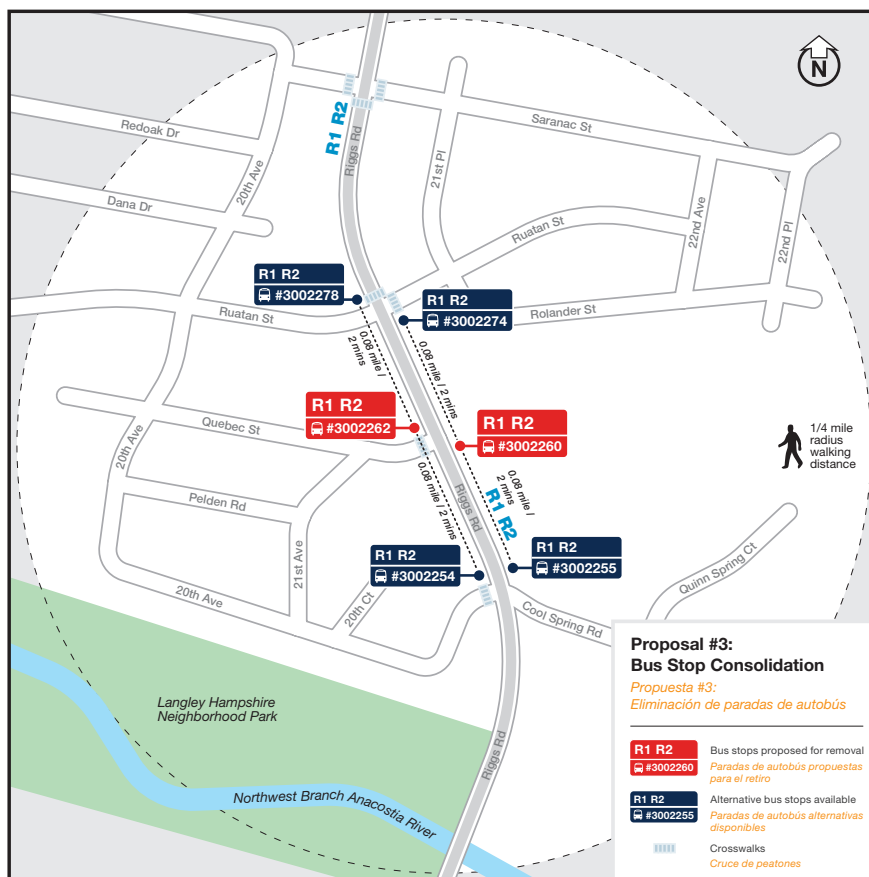 N
Saranac St
Redoak Dr
R1 R2
Riggs Rd
21st Pl
20th Ave
Dana Dr
22nd Ave
22nd Pl
Ruatan St
R1 R2
#3002278
R1 R2
#3002274
Ruatan St
Rolander St
0.08 mile /
2 mins
0.08 mile / 2 mins
R1 R2
#3002262
R1 R2
#3002260
Quebec St
20th Ave
1/4 mile
radius
walking
distance
0.08 mile / 2 mins
Riggs Rd
0.08 mile /
2 mins
R1 R2
Pelden Rd
21st Ave
R1 R2
#3002254
R1 R2
#3002255
20th Ave
20th Ct
Quinn Spring Ct
Cool Spring Rd
Langley Hampshire
Neighborhood Park
Northwest Branch Anacostia River
Riggs Rd
Proposal #3:
Bus Stop Consolidation
Propuesta #3:
Eliminación de paradas de autobús
R1 R2
#3002260
Bus stops proposed for removal
Paradas de autobús propuestas
para el retiro
R1 R2
#3002255
Alternative bus stops available
Paradas de autobús alternativas
disponibles
Crosswalks
Cruce de peatones